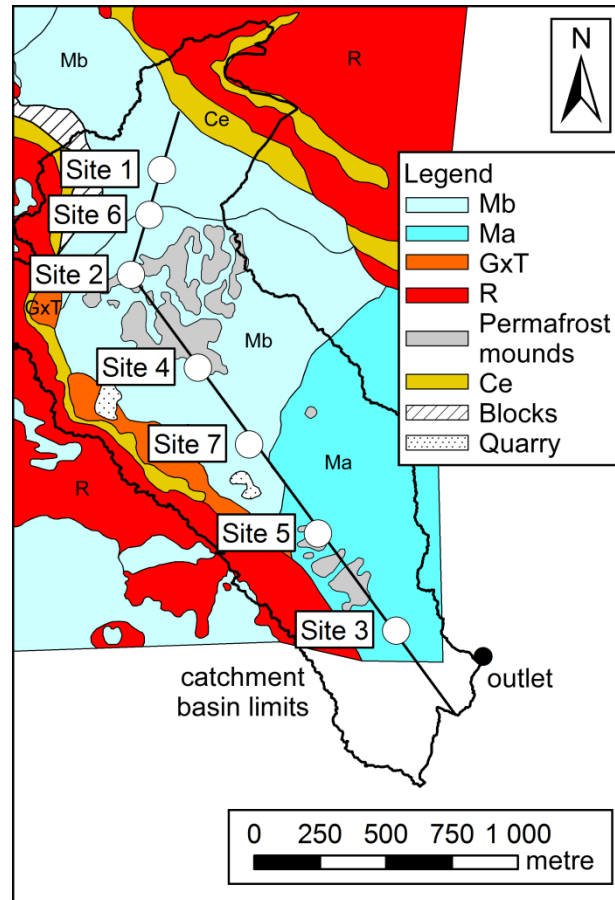 Mb
R
N
Ce
Site 1
Site 6
Site 2
GxT
Mb
Site 4
Site 7
Ma
R
Site 5
Site 3
catchment
basin limits
outlet
Legend
Mb
Ma
GxT
R
Permafrost
mounds
Ce
Blocks
Quarry
0 250 500 750 1 000
metre